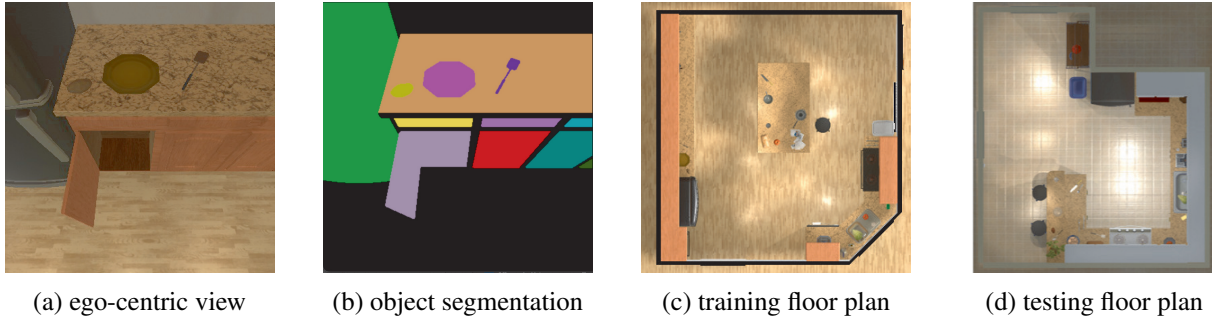 (a) ego-centric view
(b) object segmentation
(c) training floor plan
(d) testing floor plan